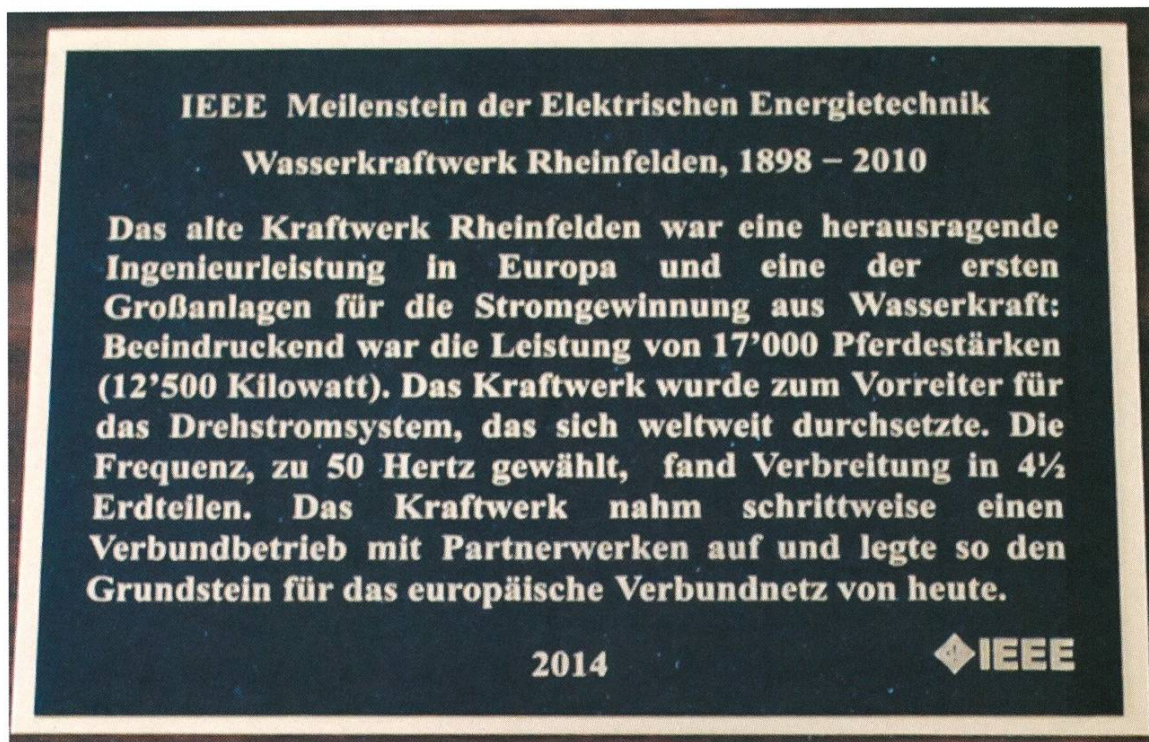 IEEE Meilenstein der Elektrischen Energietechnik
Wasserkraftwerk Rheinfelden, 1898 – 2010
Das alte Kraftwerk Rheinfelden war eine herausragende
Ingenieurleistung in Europa und eine der ersten
Großanlagen für die Stromgewinnung aus Wasserkraft:
Beeindruckend war die Leistung von 17’000 Pferdestärken
(12’500 Kilowatt). Das Kraftwerk wurde zum Vorreiter für
das Drehstromsystem, das sich weltweit durchsetzte. Die
Frequenz, zu 50 Hertz gewählt, fand Verbreitung in 4½
Erdteilen. Das Kraftwerk nahm schrittweise einen
Verbundbetrieb mit Partnerwerken auf und legte so den
Grundstein für das europäische Verbundnetz von heute.
2014
IEEE